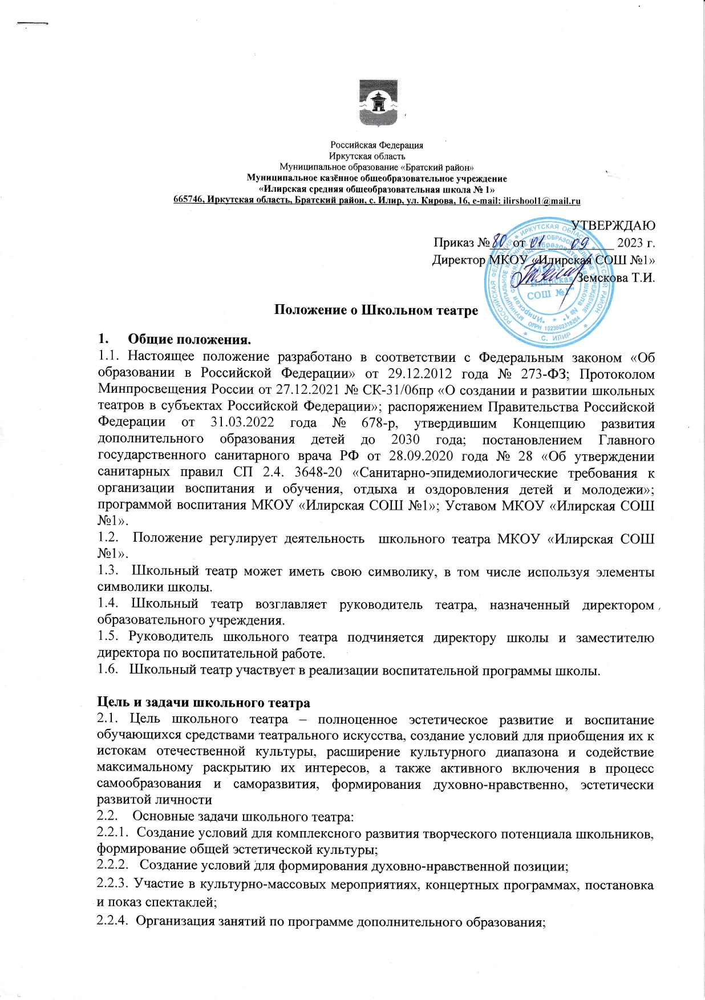 Российская Федерация
Иркутская область
Муниципальное образование «Братский район»
Муниципальное казённое общеобразовательное учреждение
«Илирская средняя общеобразовательная школа № 1»
665746, Иркутская область, Братский район, с. Илир, ул. Кирова, 16, e-mail: ilirshool1@mail.ru
УТВЕРЖДАЮ
Приказ № 80 от 01 09 2023 г.
Директор МКОУ «Илирская СОШ №1»
Земскова Т.И.
МКОУ
"Илирская
СОШ №1"
РОССИЙСКАЯ ФЕДЕРАЦИЯ * ИРКУТСКАЯ ОБЛАСТЬ * БРАТСКИЙ РАЙОН * С. ИЛИР *
Положение о Школьном театре
1. Общие положения.
1.1. Настоящее положение разработано в соответствии с Федеральным законом «Об
образовании в Российской Федерации» от 29.12.2012 года № 273-ФЗ; Протоколом
Минпросвещения России от 27.12.2021 № СК-31/06пр «О создании и развитии школьных
театров в субъектах Российской Федерации»; распоряжением Правительства Российской
Федерации от 31.03.2022 года № 678-р, утвердившим Концепцию развития
дополнительного образования детей до 2030 года; постановлением Главного
государственного санитарного врача РФ от 28.09.2020 года № 28 «Об утверждении
санитарных правил СП 2.4. 3648-20 «Санитарно-эпидемиологические требования к
организации воспитания и обучения, отдыха и оздоровления детей и молодежи»;
программой воспитания МКОУ «Илирская СОШ №1»; Уставом МКОУ «Илирская СОШ
№1».
1.2. Положение регулирует деятельность школьного театра МКОУ «Илирская СОШ
№1».
1.3. Школьный театр может иметь свою символику, в том числе используя элементы
символики школы.
1.4. Школьный театр возглавляет руководитель театра, назначенный директором
образовательного учреждения.
1.5. Руководитель школьного театра подчиняется директору школы и заместителю
директора по воспитательной работе.
1.6. Школьный театр участвует в реализации воспитательной программы школы.
Цель и задачи школьного театра
2.1. Цель школьного театра – полноценное эстетическое развитие и воспитание
обучающихся средствами театрального искусства, создание условий для приобщения их к
истокам отечественной культуры, расширение культурного диапазона и содействие
максимальному раскрытию их интересов, а также активного включения в процесс
самообразования и саморазвития, формирования духовно-нравственно, эстетически
развитой личности
2.2. Основные задачи школьного театра:
2.2.1. Создание условий для комплексного развития творческого потенциала школьников,
формирование общей эстетической культуры;
2.2.2. Создание условий для формирования духовно-нравственной позиции;
2.2.3. Участие в культурно-массовых мероприятиях, концертных программах, постановка
и показ спектаклей;
2.2.4. Организация занятий по программе дополнительного образования;